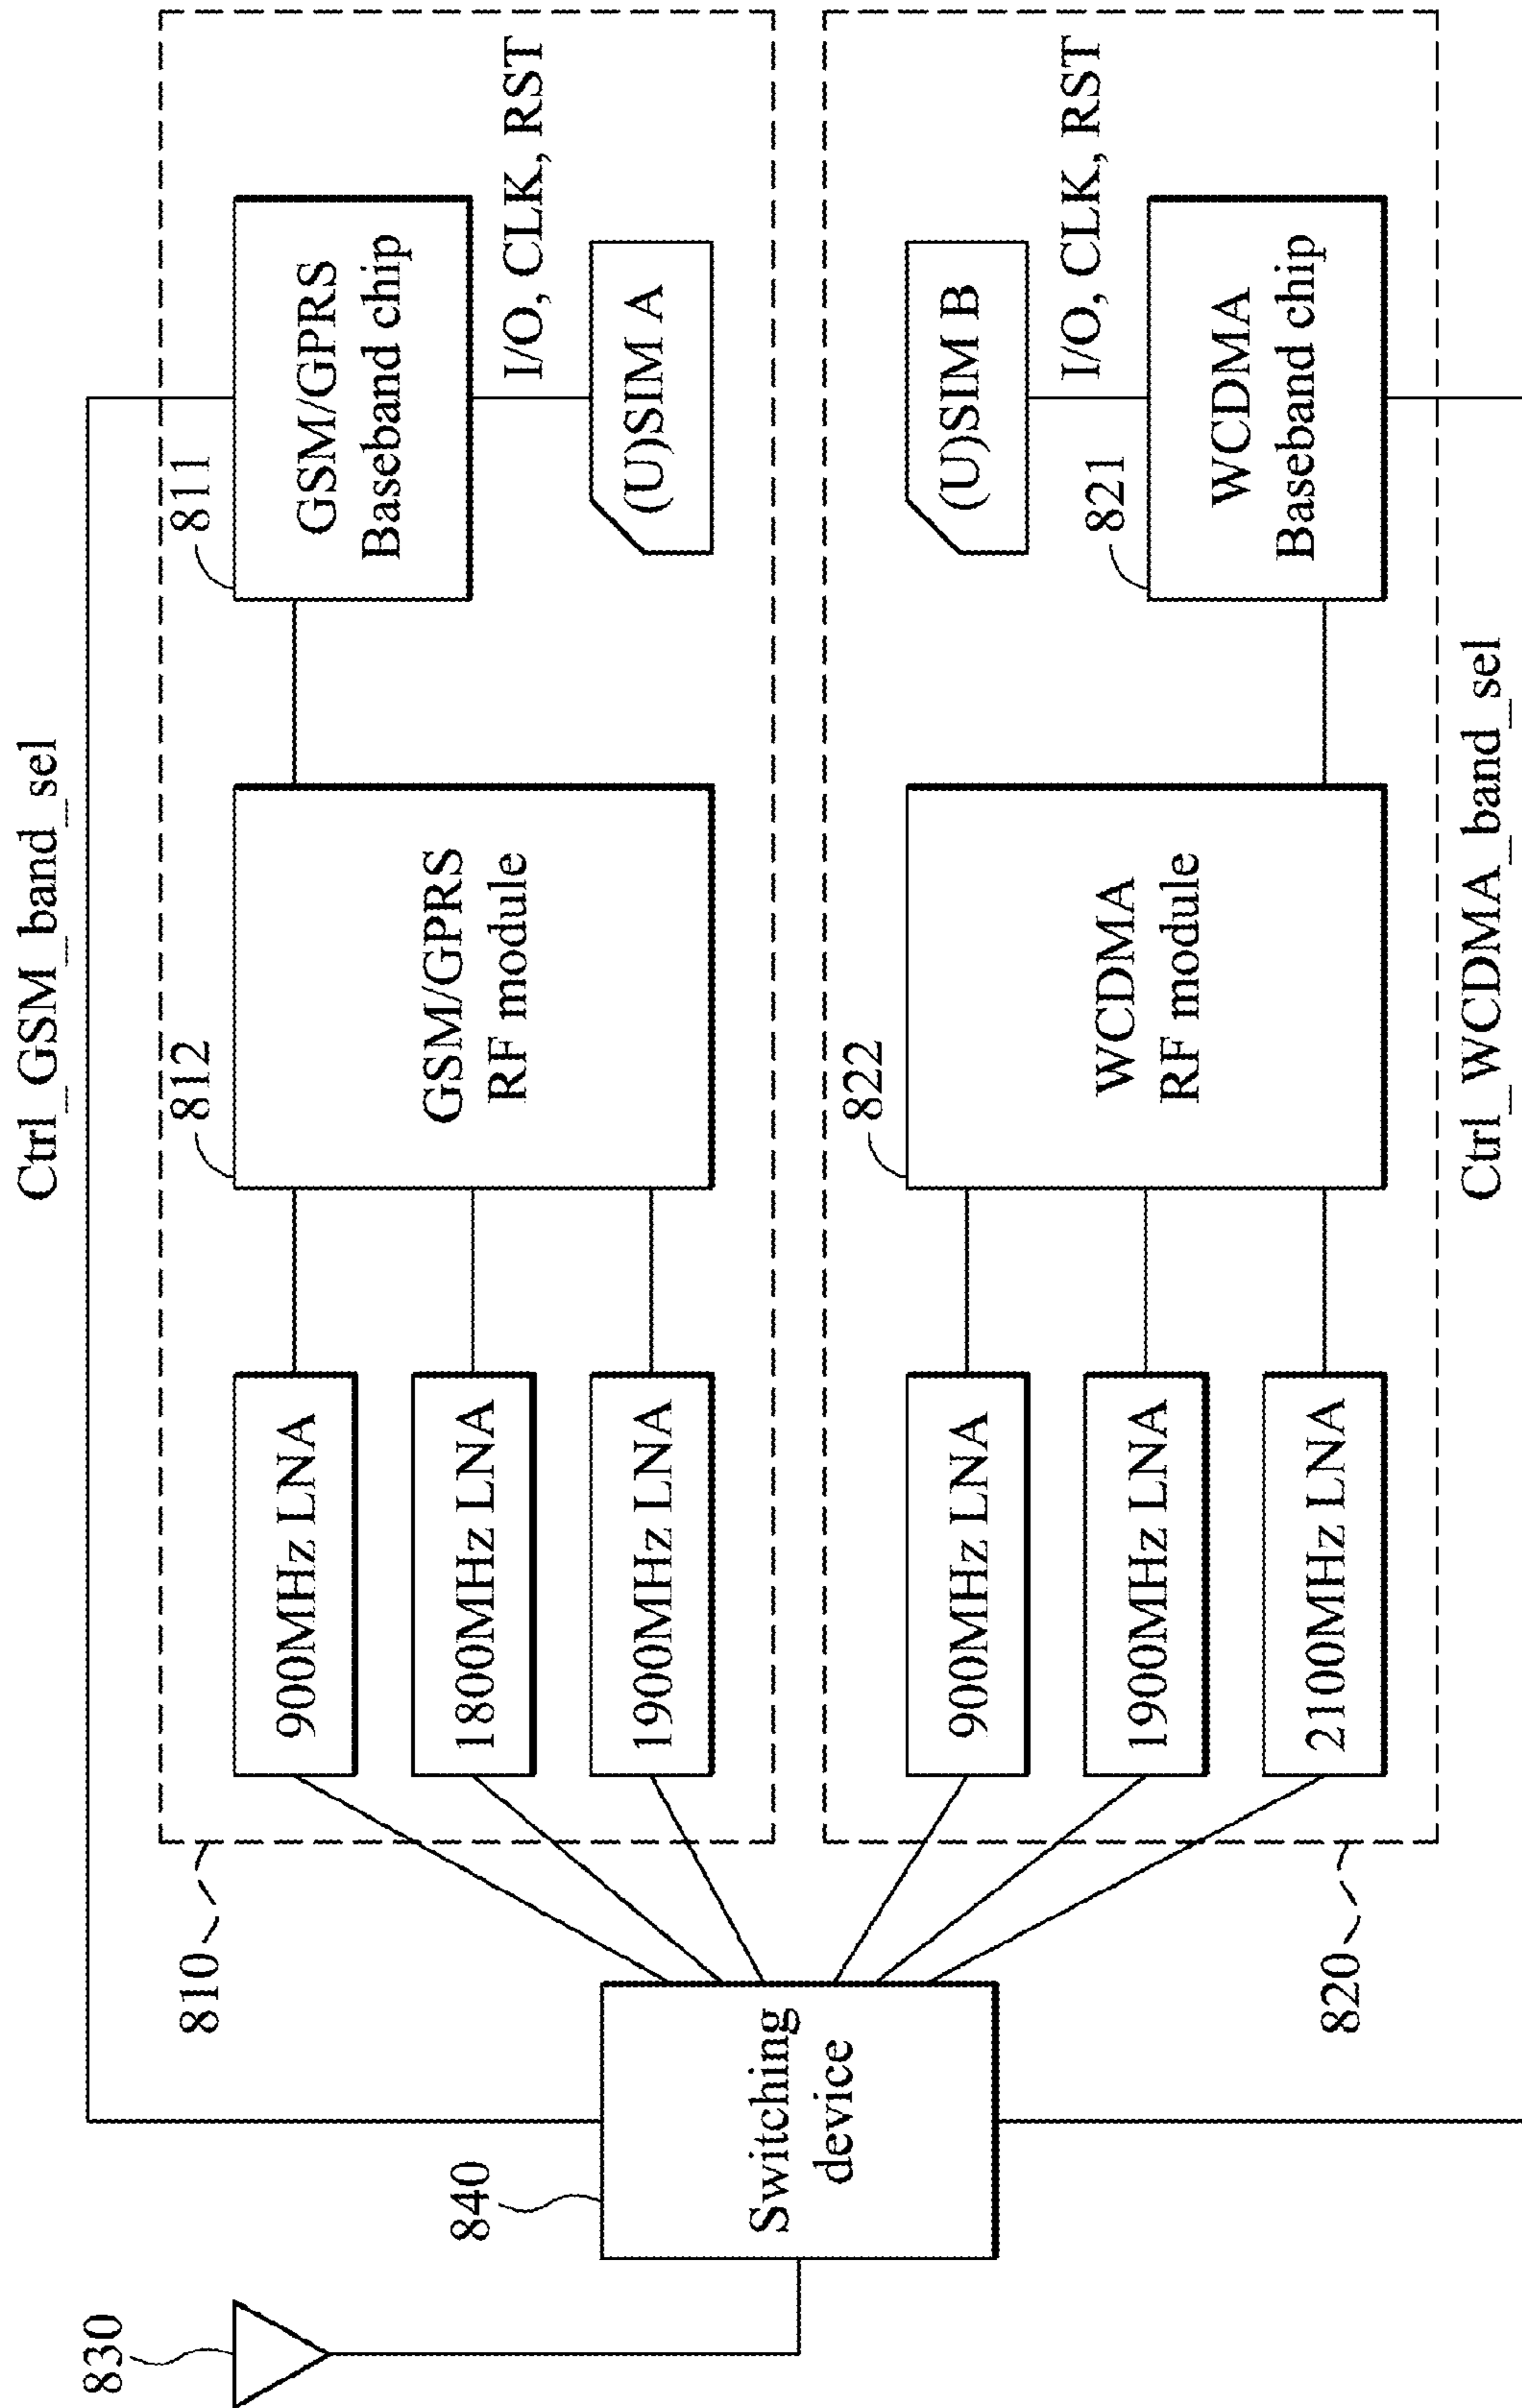 Ctrl_GSM_band_sel
830
840
Switching
device
810
900MHz LNA
1800MHz LNA
1900MHz LNA
812
GSM/GPRS
RF module
811
GSM/GPRS
Baseband chip
I/O, CLK, RST
(U)SIM A
820
900MHz LNA
1900MHz LNA
2100MHz LNA
822
WCDMA
RF module
(U)SIM B
I/O, CLK, RST
821
WCDMA
Baseband chip
Ctrl_WCDMA_band_sel